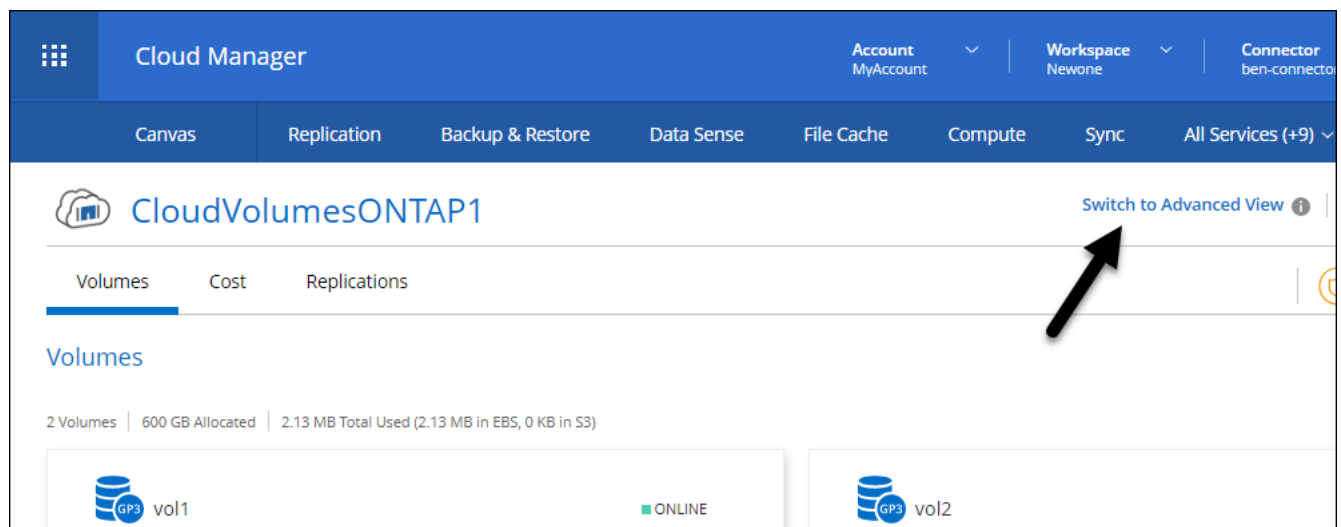 Cloud Manager
Account
MyAccount
Workspace
Newone
Connector
ben-connector
Canvas Replication Backup & Restore Data Sense File Cache Compute Sync All Services (+9)
CloudVolumesONTAP1
Switch to Advanced View
Volumes Cost Replications
Volumes
2 Volumes | 600 GB Allocated | 2.13 MB Total Used (2.13 MB in EBS, 0 KB in S3)
GP3 vol1 ONLINE
GP3 vol2